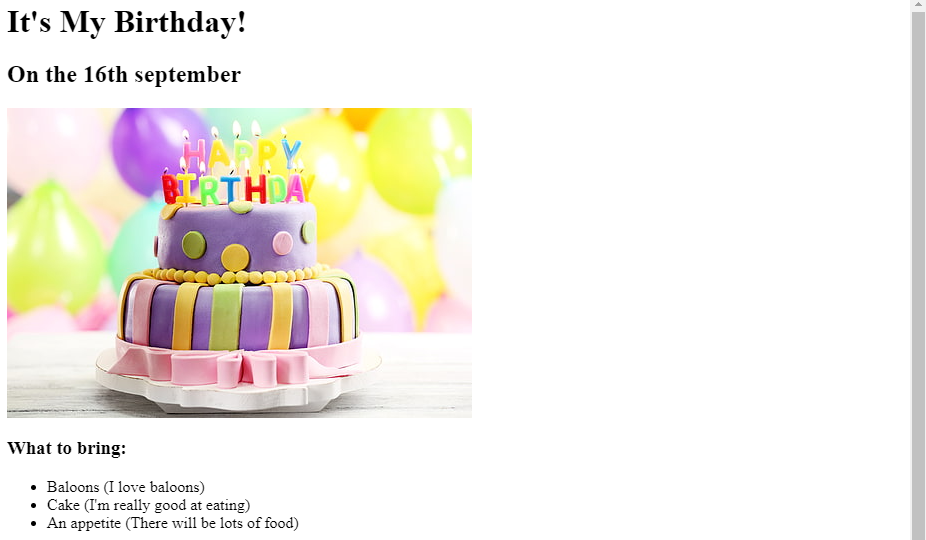 It's My Birthday!
On the 16th september
HAPPY
BIRTHDAY
What to bring:
Baloons (I love baloons)
Cake (I'm really good at eating)
An appetite (There will be lots of food)